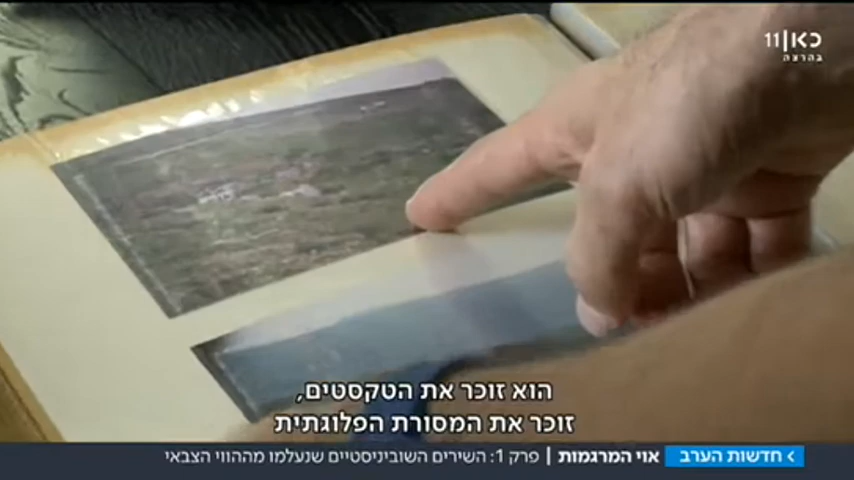 כאן 11
בהרצה
הוא זוכר את הטקסטים,
זוכר את המסורת הפלוגתית
חדשות הערב אוי המרגמות | פרק 1: השירים השוביניסטיים שנעלמו מההווי הצבאי